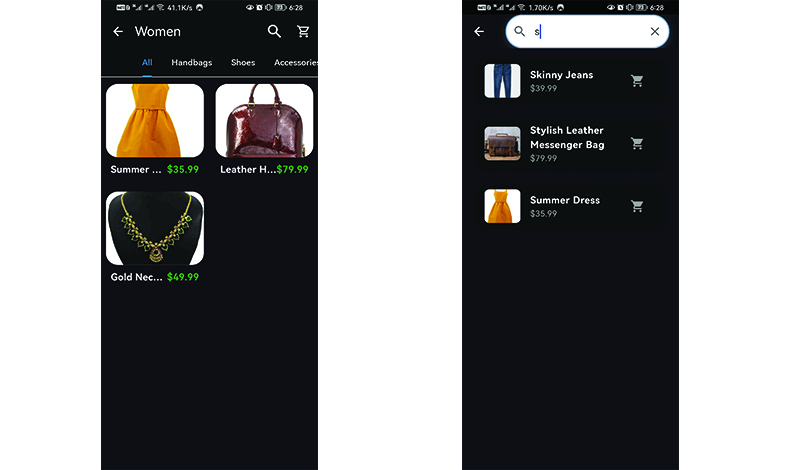 41.1K/s
6:28
Women
All
Handbags
Shoes
Accessories
Summer ... $35.99
Leather H...$79.99
Gold Nec... $49.99
1.70K/s
6:28
s
Skinny Jeans
$39.99
Stylish Leather
Messenger Bag
$79.99
Summer Dress
$35.99